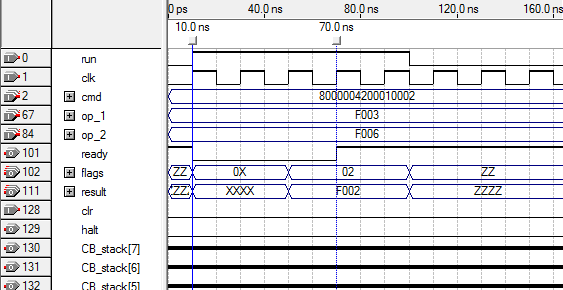 0 ps 40.0 ns 80.0 ns 120.0 ns 160.0 ns
10.0 ns 70.0 ns
0 run
1 clk
2 cmd 8000004200010002
67 op_1 F003
84 op_2 F006
101 ready
102 flags ZZ 0X 02 ZZ
111 result ZZZ XXXX F002 ZZZZ
128 clr
129 halt
130 CB_stack[7]
131 CB_stack[6]
132 CB_stack[5]